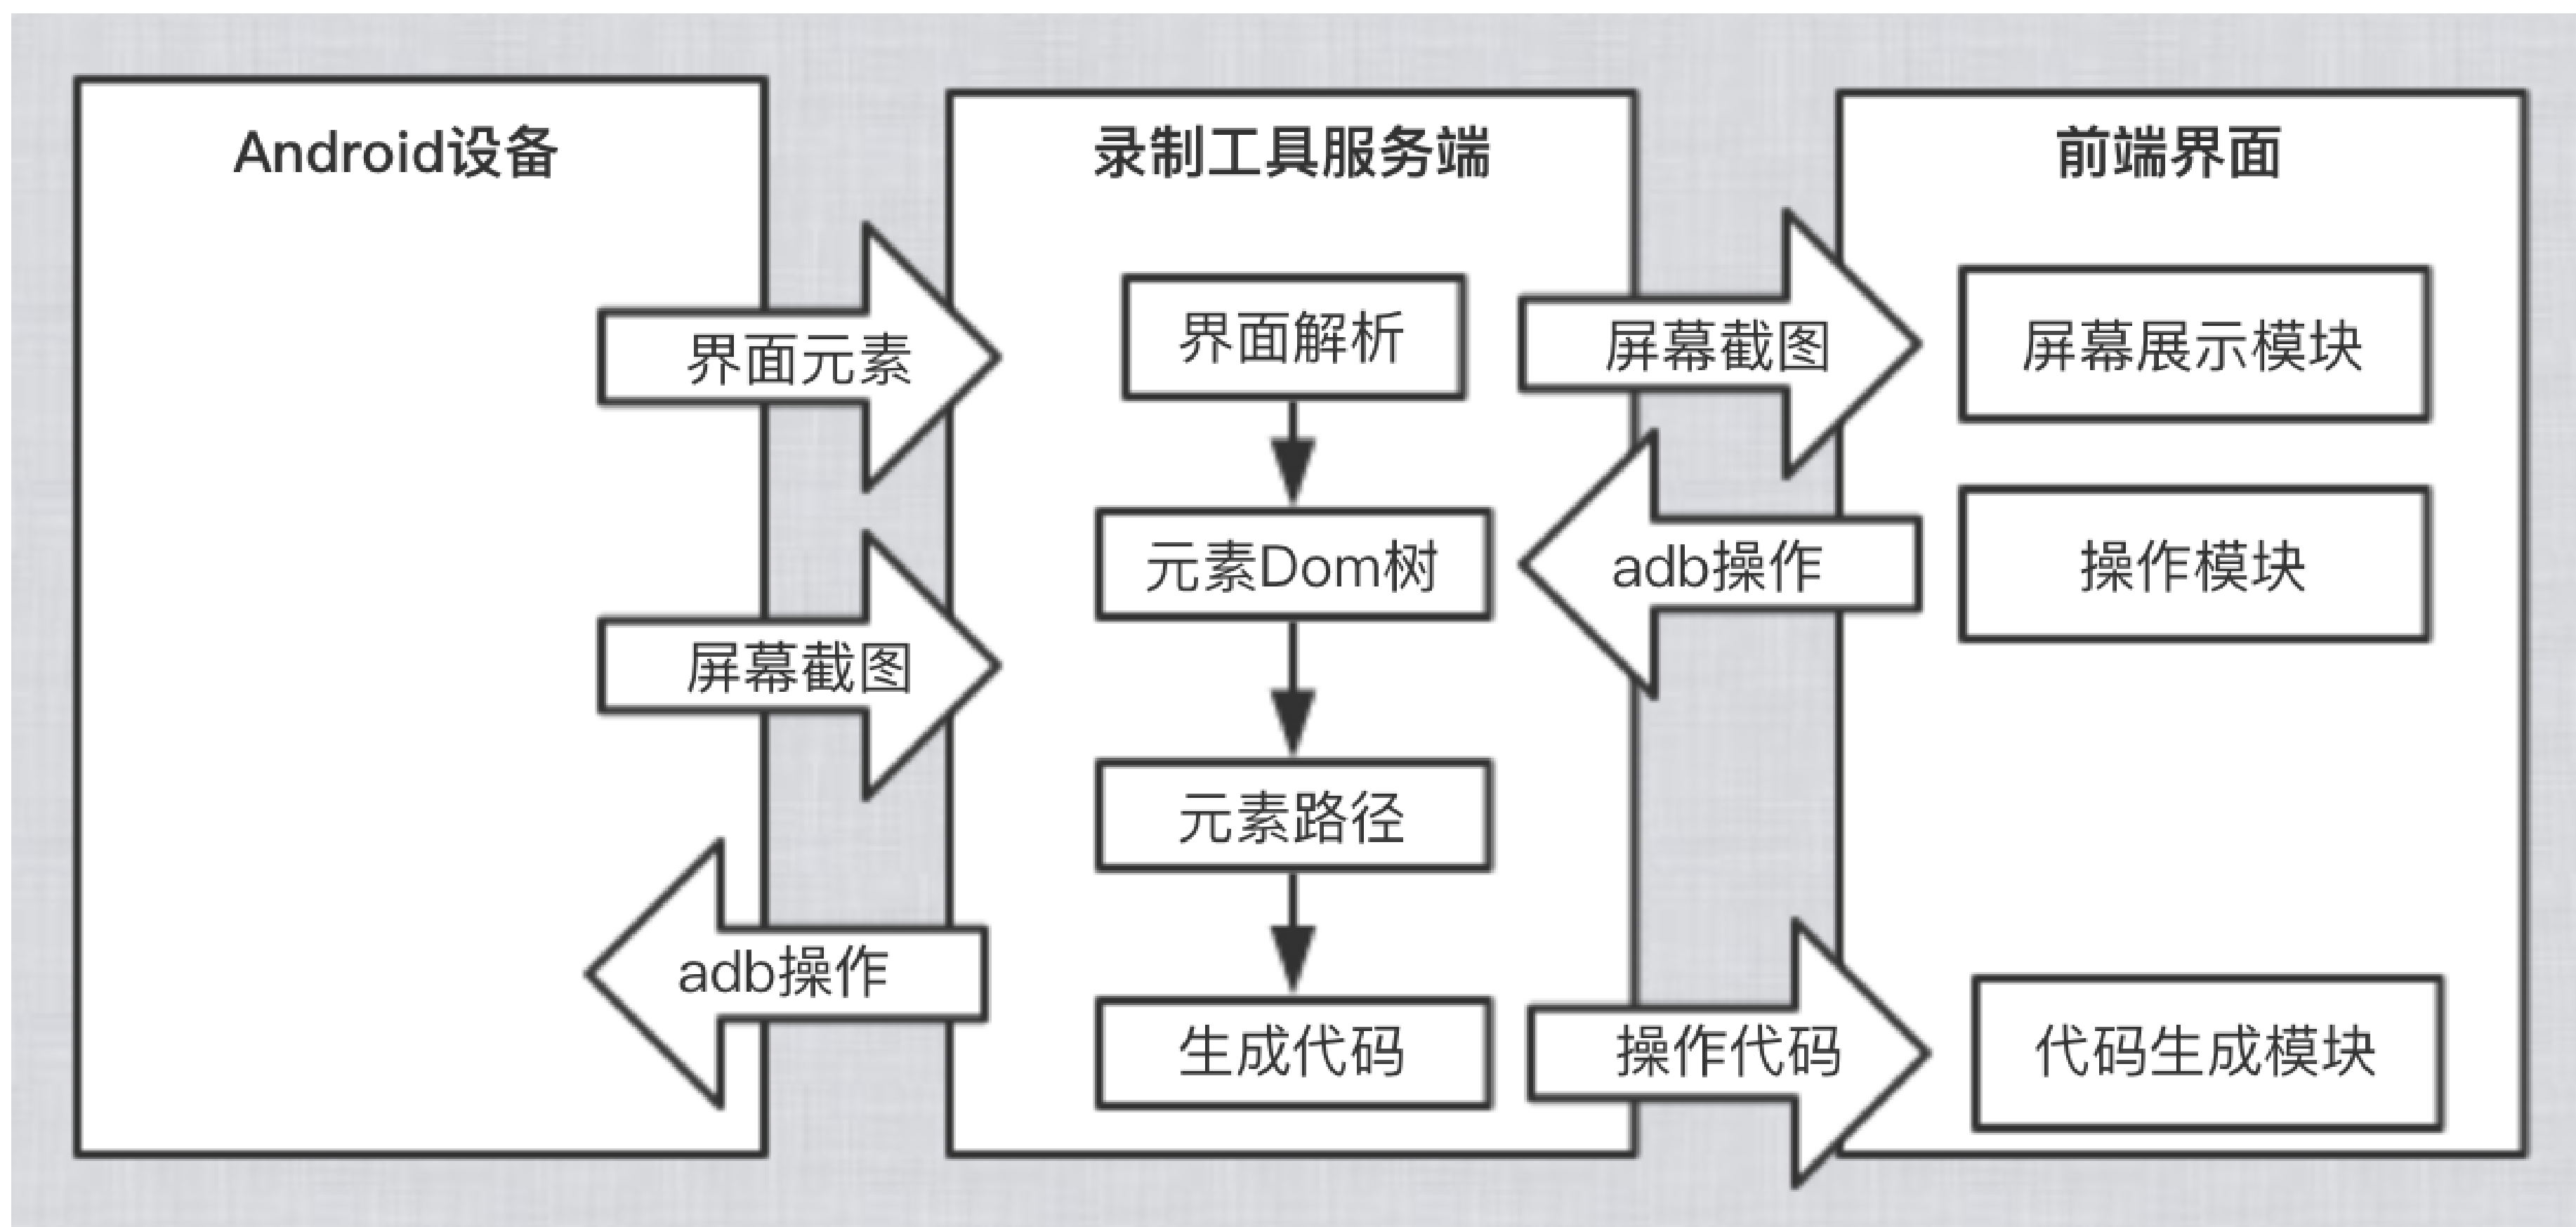 Android设备
界面元素
屏幕截图
adb操作
录制工具服务端
界面解析
元素Dom树
元素路径
生成代码
屏幕截图
adb操作
操作代码
前端界面
屏幕展示模块
操作模块
代码生成模块